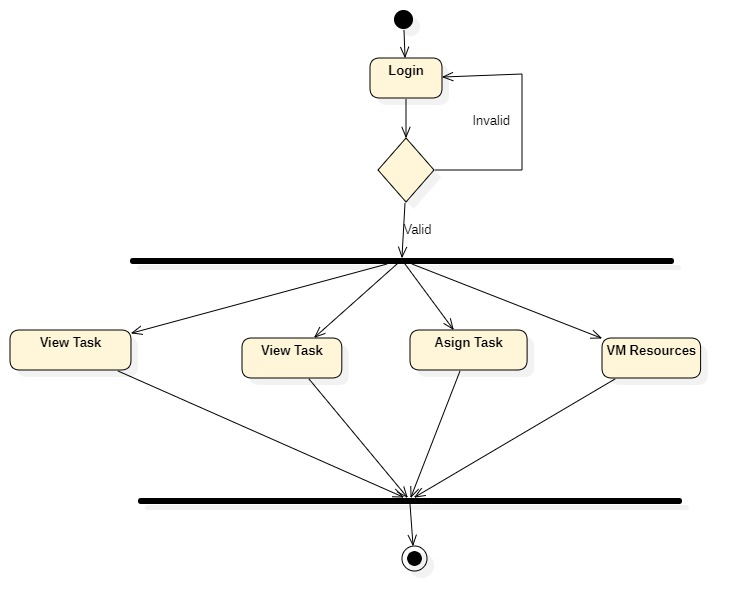 Login
Invalid
Valid
View Task
View Task
Asign Task
VM Resources